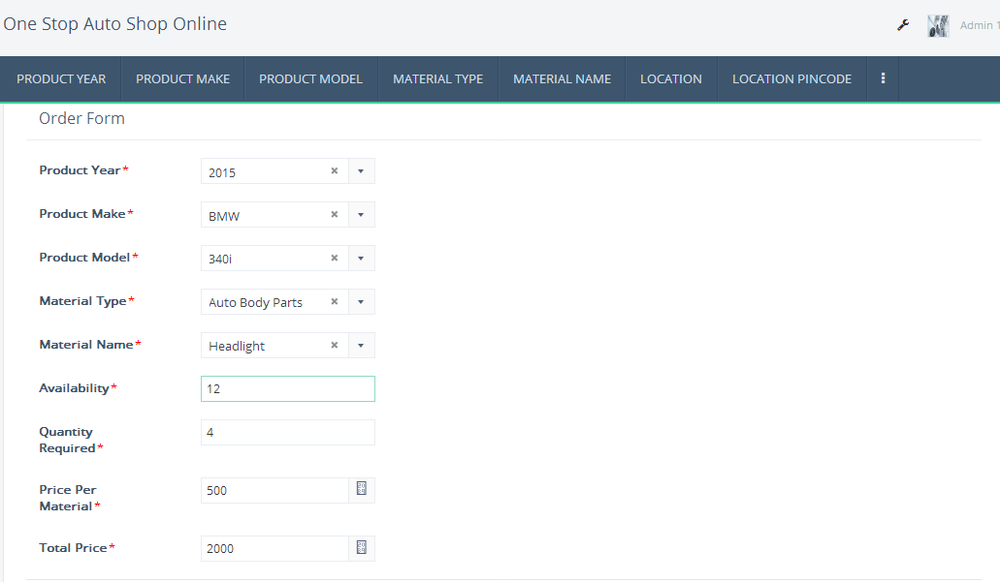 One Stop Auto Shop Online
Admin 1
PRODUCT YEAR PRODUCT MAKE PRODUCT MODEL MATERIAL TYPE MATERIAL NAME LOCATION LOCATION PINCODE
Order Form
Product Year* 2015
Product Make* BMW
Product Model* 340i
Material Type* Auto Body Parts
Material Name* Headlight
Availability* 12
Quantity
Required* 4
Price Per
Material* 500
Total Price* 2000